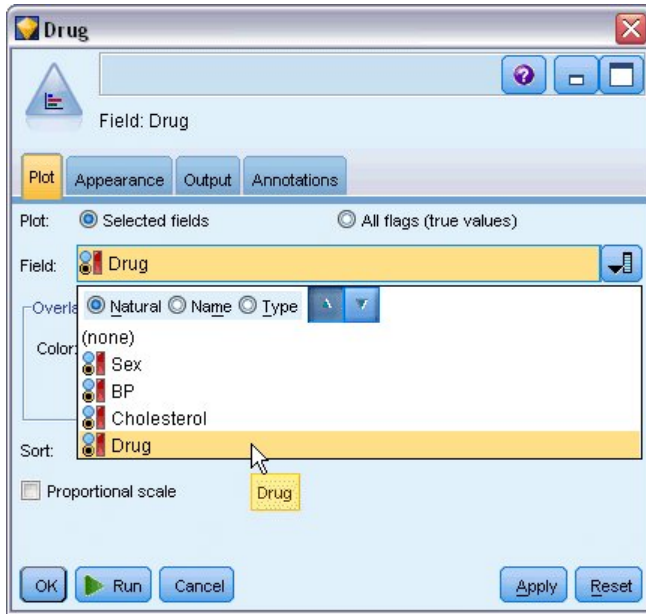 Drug
Field: Drug
Plot Appearance Output Annotations
Plot: Selected fields All flags (true values)
Field: Drug
Natural Name Type
(none)
Color:
Sex
BP
Cholesterol
Sort: Drug
Proportional scale Drug
OK Run Cancel Apply Reset